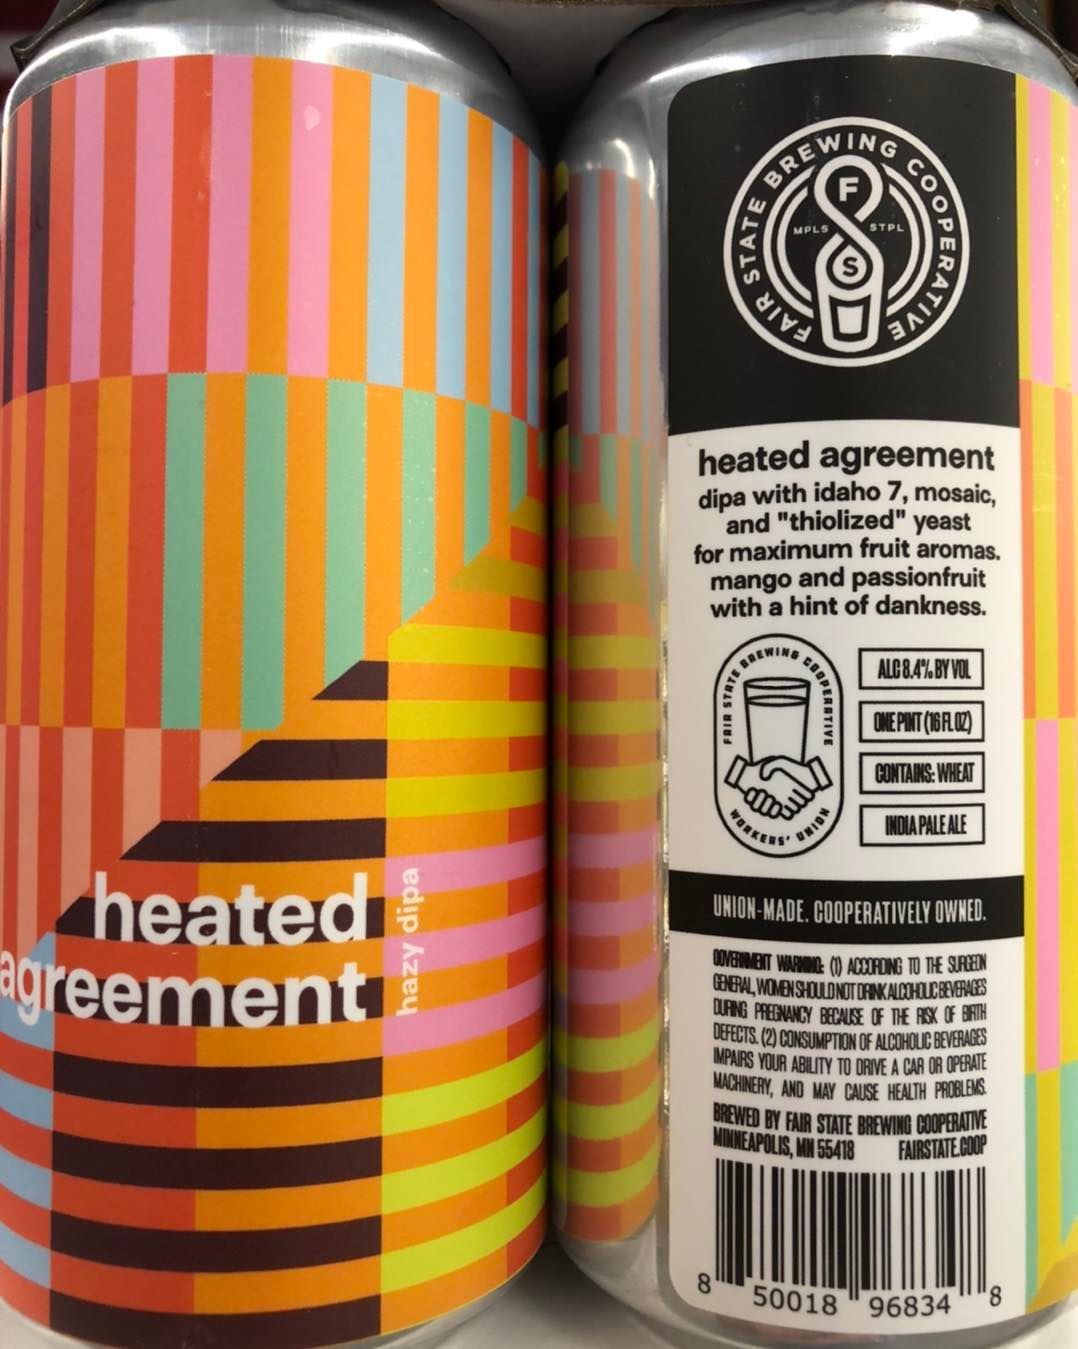 heated
agreement
hazy dipa
FAIR STATE BREWING COOPERATIVE
F
MPLS STPL
S
heated agreement
dipa with idaho 7, mosaic,
and "thiolized" yeast
for maximum fruit aromas.
mango and passionfruit
with a hint of dankness.
FAIR STATE BREWING COOPERATIVE
WORKERS' UNION
ALC 8.4% BY VOL
ONE PINT (16 FL OZ)
CONTAINS: WHEAT
INDIA PALE ALE
UNION-MADE. COOPERATIVELY OWNED.
GOVERNMENT WARNING: (1) ACCORDING TO THE SURGEON
GENERAL, WOMEN SHOULD NOT DRINK ALCOHOLIC BEVERAGES
DURING PREGNANCY BECAUSE OF THE RISK OF BIRTH
DEFECTS. (2) CONSUMPTION OF ALCOHOLIC BEVERAGES
IMPAIRS YOUR ABILITY TO DRIVE A CAR OR OPERATE
MACHINERY, AND MAY CAUSE HEALTH PROBLEMS.
BREWED BY FAIR STATE BREWING COOPERATIVE
MINNEAPOLIS, MN 55418 FAIRSTATE.COOP
8 50018 96834 8